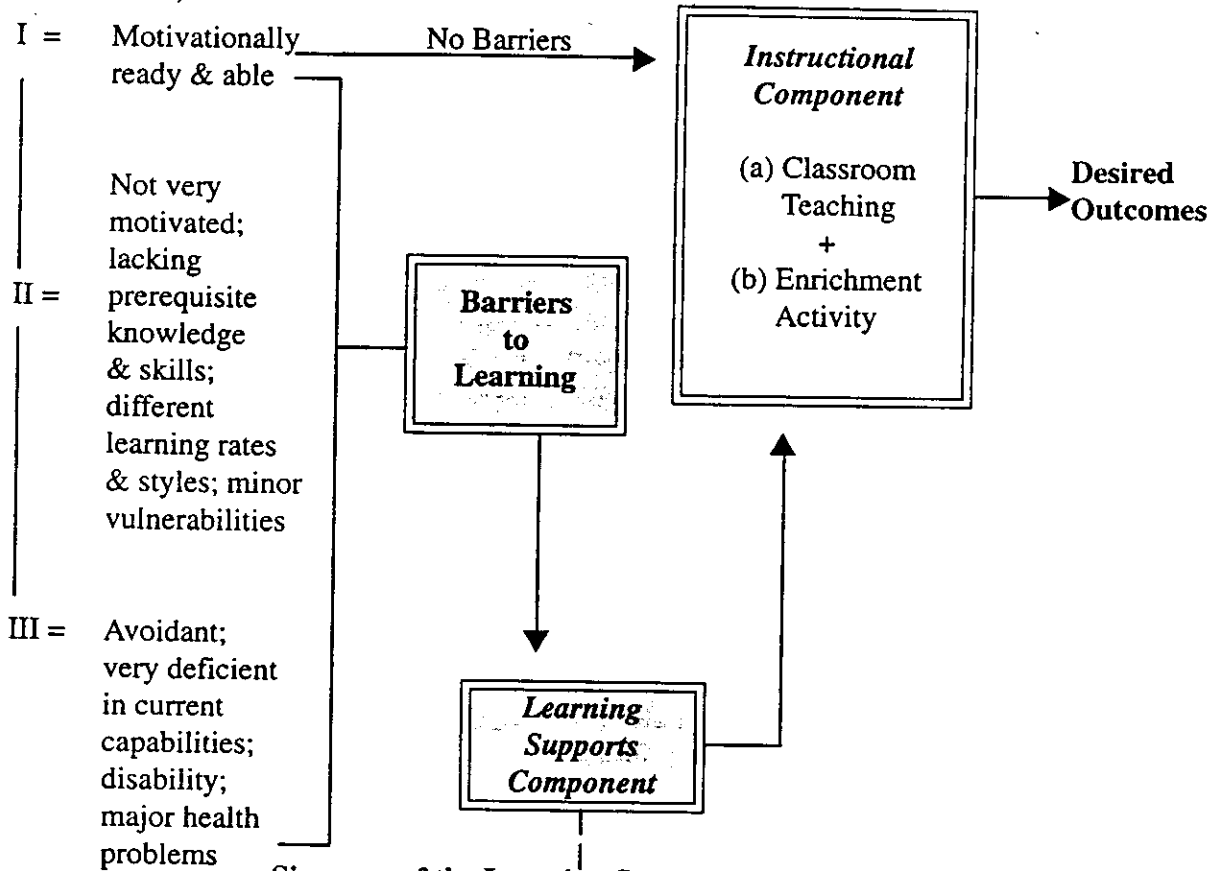 I = Motivationally
ready & able
No Barriers
Instructional
Component
(a) Classroom
Teaching
+
(b) Enrichment
Activity
Desired
Outcomes
II =
Not very
motivated;
lacking
prerequisite
knowledge
& skills;
different
learning rates
& styles; minor
vulnerabilities
Barriers
to
Learning
III = Avoidant;
very deficient
in current
capabilities;
disability;
major health
problems
Learning
Supports
Component